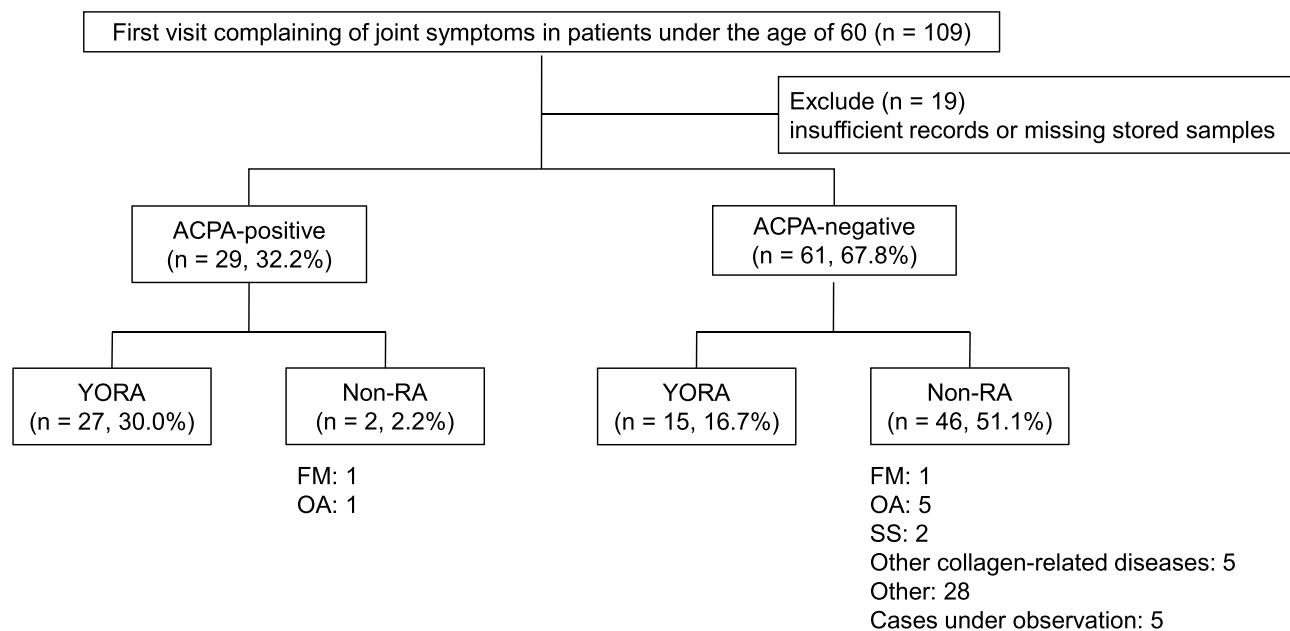 First visit complaining of joint symptoms in patients under the age of 60 (n = 109)
Exclude (n = 19)
insufficient records or missing stored samples
ACPA-positive
(n = 29, 32.2%)
ACPA-negative
(n = 61, 67.8%)
YORA
(n = 27, 30.0%)
Non-RA
(n = 2, 2.2%)
FM: 1
OA: 1
YORA
(n = 15, 16.7%)
Non-RA
(n = 46, 51.1%)
FM: 1
OA: 5
SS: 2
Other collagen-related diseases: 5
Other: 28
Cases under observation: 5